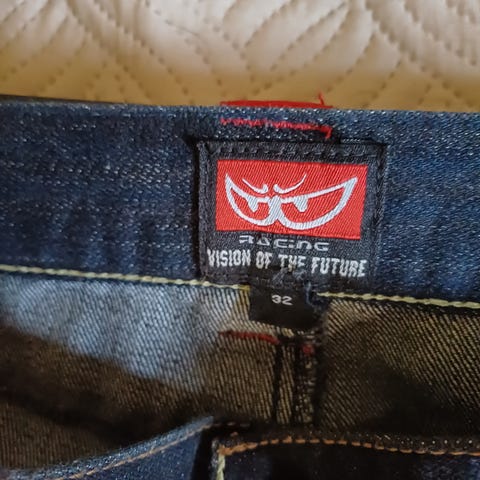 RACING
VISION OF THE FUTURE
32